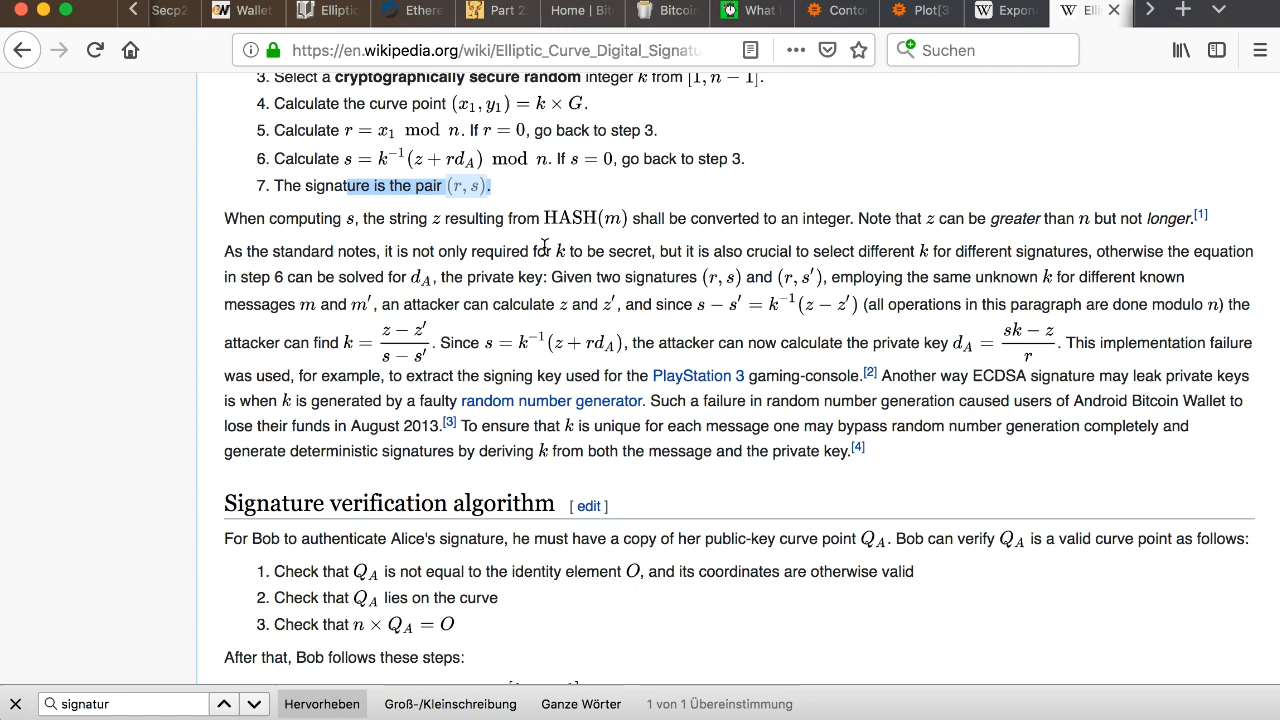 Secp2 Wallet Elliptic Ethere Part 2. Home | Bit Bitcoi What i Conto Plot[3 Expon Elli
https://en.wikipedia.org/wiki/Elliptic_Curve_Digital_Signatu Suchen
3. Select a cryptographically secure random integer k from [1, n − 1].
4. Calculate the curve point (x₁, y₁) = k × G.
5. Calculate r = x₁ mod n. If r = 0, go back to step 3.
6. Calculate s = k⁻¹(z + rd_A) mod n. If s = 0, go back to step 3.
7. The signature is the pair (r, s).
When computing s, the string z resulting from HASH(m) shall be converted to an integer. Note that z can be greater than n but not longer.[1]
As the standard notes, it is not only required for k to be secret, but it is also crucial to select different k for different signatures, otherwise the equation
in step 6 can be solved for d_A, the private key: Given two signatures (r, s) and (r, s′), employing the same unknown k for different known
messages m and m′, an attacker can calculate z and z′, and since s − s′ = k⁻¹(z − z′) (all operations in this paragraph are done modulo n) the
attacker can find k = (z − z′)/(s − s′). Since s = k⁻¹(z + rd_A), the attacker can now calculate the private key d_A = (sk − z)/r. This implementation failure
was used, for example, to extract the signing key used for the PlayStation 3 gaming-console.[2] Another way ECDSA signature may leak private keys
is when k is generated by a faulty random number generator. Such a failure in random number generation caused users of Android Bitcoin Wallet to
lose their funds in August 2013.[3] To ensure that k is unique for each message one may bypass random number generation completely and
generate deterministic signatures by deriving k from both the message and the private key.[4]
Signature verification algorithm [ edit ]
For Bob to authenticate Alice's signature, he must have a copy of her public-key curve point Q_A. Bob can verify Q_A is a valid curve point as follows:
1. Check that Q_A is not equal to the identity element O, and its coordinates are otherwise valid
2. Check that Q_A lies on the curve
3. Check that n × Q_A = O
After that, Bob follows these steps:
signatur Hervorheben Groß-/Kleinschreibung Ganze Wörter 1 von 1 Übereinstimmung